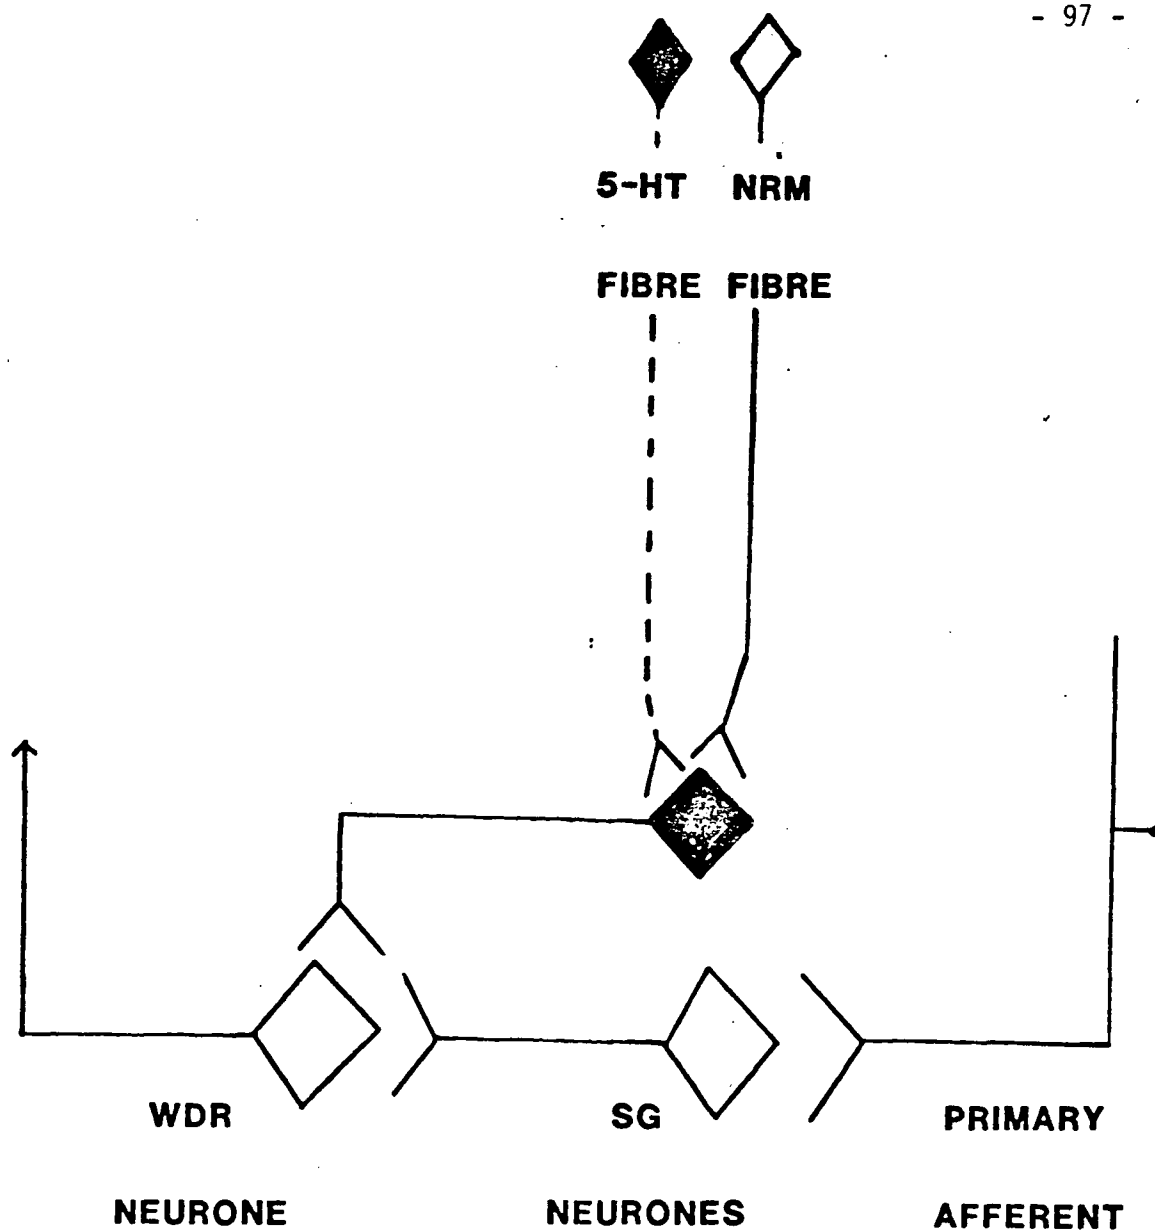 - 97 -
5-HT NRM
FIBRE FIBRE
WDR SG PRIMARY
NEURONE NEURONES AFFERENT